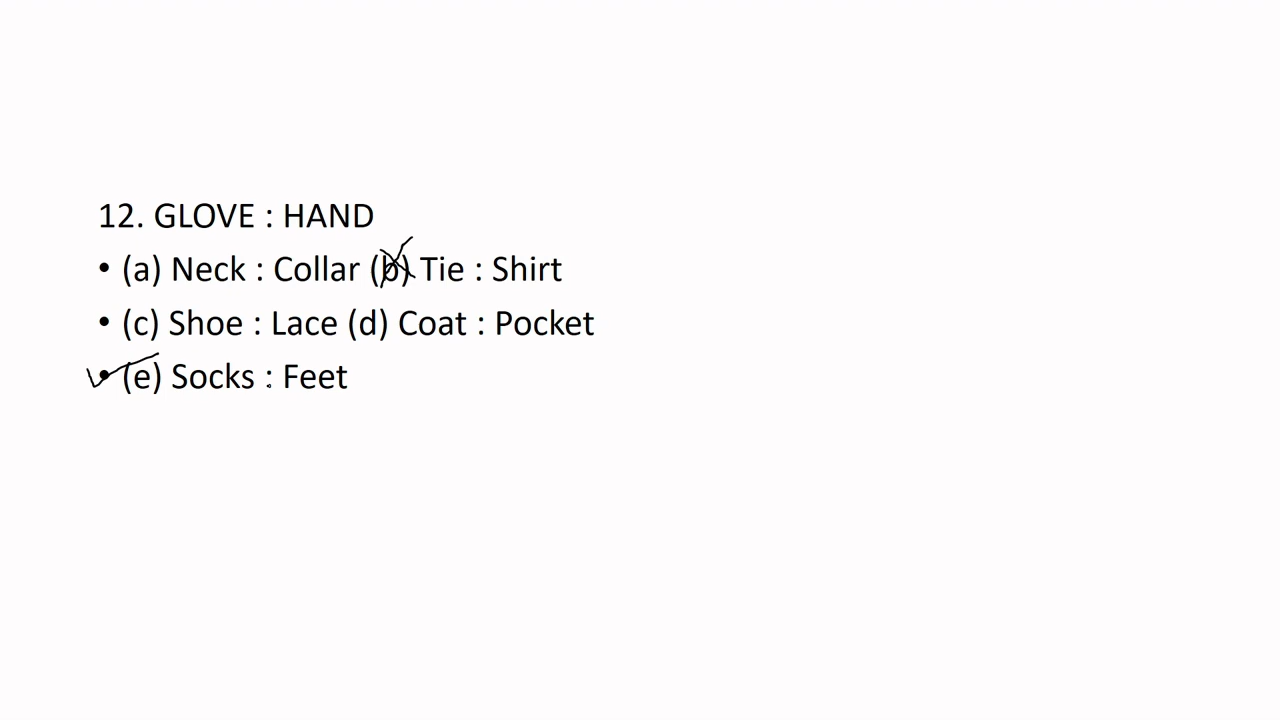 12. GLOVE : HAND
• (a) Neck : Collar (b) Tie : Shirt
• (c) Shoe : Lace (d) Coat : Pocket
• (e) Socks : Feet